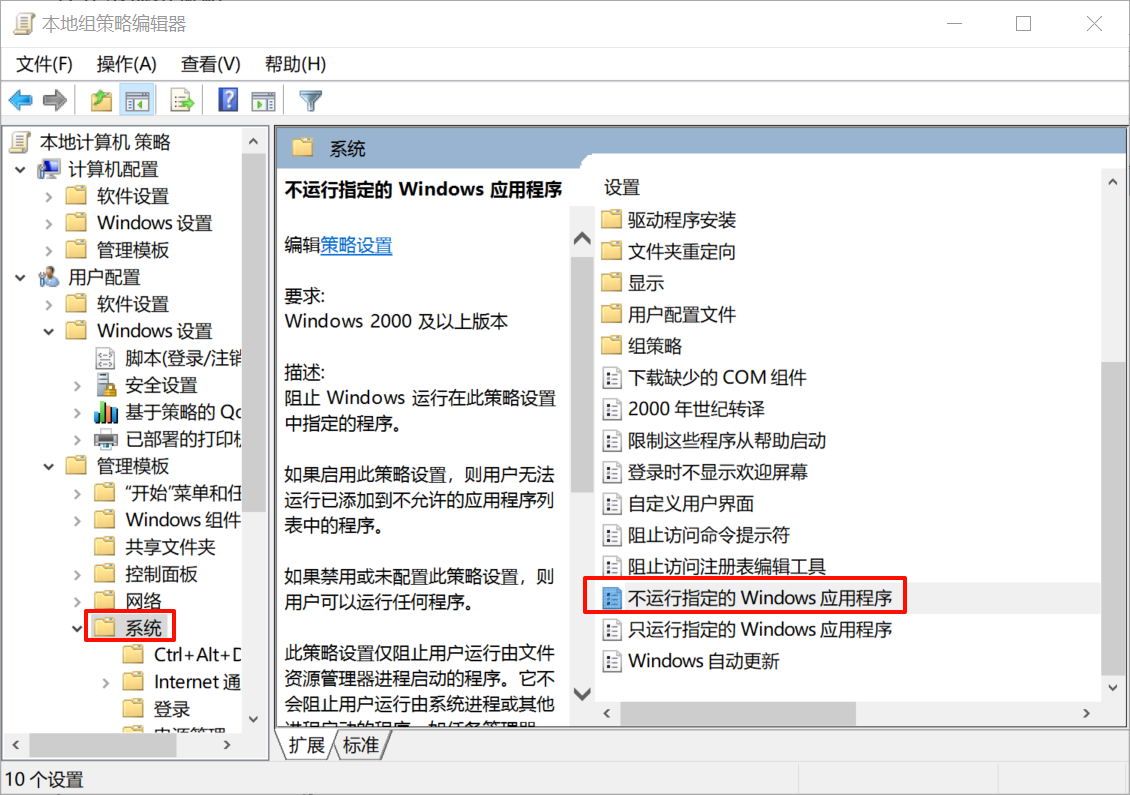 本地组策略编辑器
文件(F) 操作(A) 查看(V) 帮助(H)
本地计算机 策略
计算机配置
软件设置
Windows 设置
管理模板
用户配置
软件设置
Windows 设置
脚本(登录/注销
安全设置
基于策略的 Qo
已部署的打印机
管理模板
“开始”菜单和任
Windows 组件
共享文件夹
控制面板
网络
系统
Ctrl+Alt+D
Internet 通
登录
电源管理
系统
不运行指定的 Windows 应用程序
编辑策略设置
要求:
Windows 2000 及以上版本
描述:
阻止 Windows 运行在此策略设置
中指定的程序。
如果启用此策略设置，则用户无法
运行已添加到不允许的应用程序列
表中的程序。
如果禁用或未配置此策略设置，则
用户可以运行任何程序。
此策略设置仅阻止用户运行由文件
资源管理器进程启动的程序。它不
会阻止用户运行由系统进程或其他
进程启动的程序，如任务管理器
设置
驱动程序安装
文件夹重定向
显示
用户配置文件
组策略
下载缺少的 COM 组件
2000 年世纪转译
限制这些程序从帮助启动
登录时不显示欢迎屏幕
自定义用户界面
阻止访问命令提示符
阻止访问注册表编辑工具
不运行指定的 Windows 应用程序
只运行指定的 Windows 应用程序
Windows 自动更新
扩展 标准
10 个设置